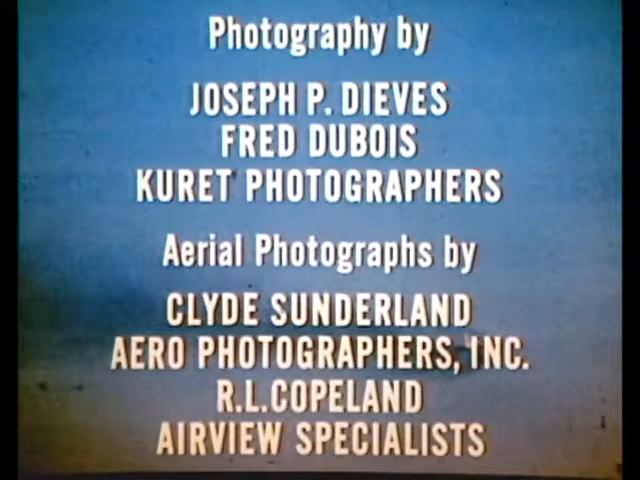 Photography by
JOSEPH P. DIEVES
FRED DUBOIS
KURET PHOTOGRAPHERS
Aerial Photographs by
CLYDE SUNDERLAND
AERO PHOTOGRAPHERS, INC.
R.L.COPELAND
AIRVIEW SPECIALISTS